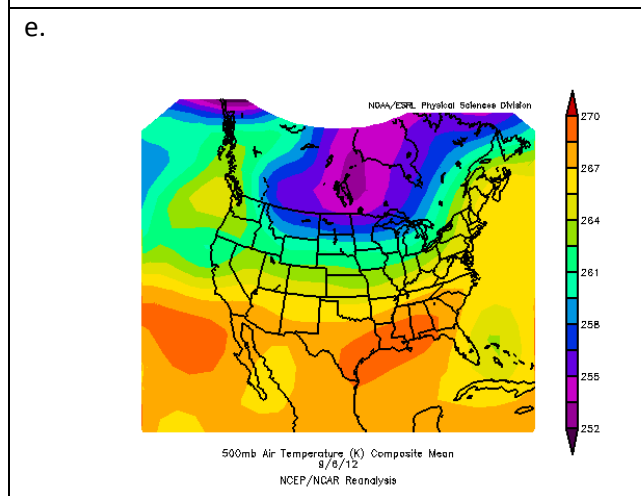 e.
NOAA/ESRL Physical Sciences Division
270
267
264
261
258
255
252
500mb Air Temperature (K) Composite Mean
9/6/12
NCEP/NCAR Reanalysis